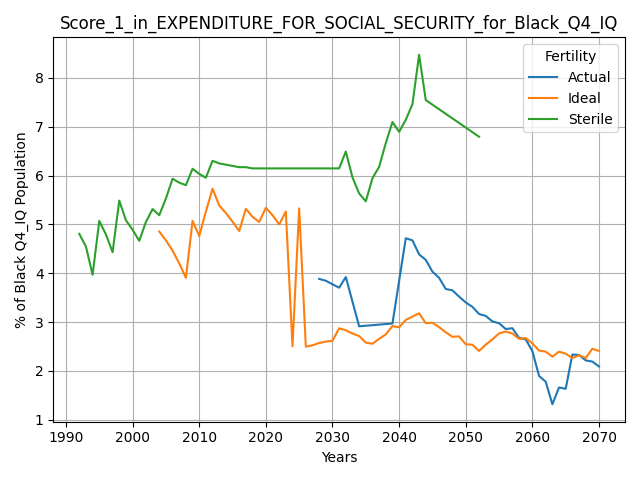 Score_1_in_EXPENDITURE_FOR_SOCIAL_SECURITY_for_Black_Q4_IQ
Fertility
Actual
Ideal
Sterile
% of Black Q4_IQ Population
8
7
6
5
4
3
2
1
1990 2000 2010 2020 2030 2040 2050 2060 2070
Years